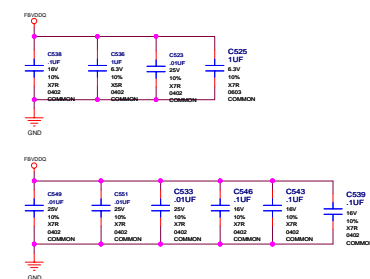 FBVDDQ
C538
.1UF
16V
10%
X7R
0402
COMMON
C536
1UF
6.3V
10%
X5R
0402
COMMON
C523
.01UF
25V
10%
X7R
0402
COMMON
C525
1UF
6.3V
10%
X7R
0603
COMMON
GND
FBVDDQ
C549
.01UF
25V
10%
X7R
0402
COMMON
C551
.01UF
25V
10%
X7R
0402
COMMON
C533
.01UF
25V
10%
X7R
0402
COMMON
C546
.1UF
16V
10%
X7R
0402
COMMON
C543
.1UF
16V
10%
X7R
0402
COMMON
C539
.1UF
16V
10%
X7R
0402
COMMON
GND